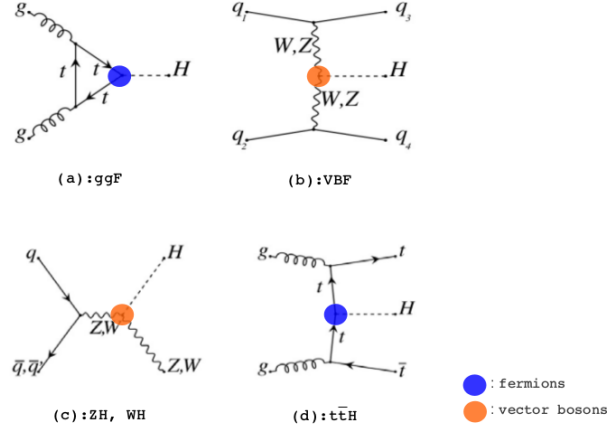 g
t
t
H
t
g
(a):ggF
q₁
q₃
W,Z
H
W,Z
q₂
q₄
(b):VBF
q
H
Z,W
q̅,q̅'
Z,W
(c):ZH, WH
g
t
t
H
t
g
t̅
(d):tt̅H
: fermions
: vector bosons